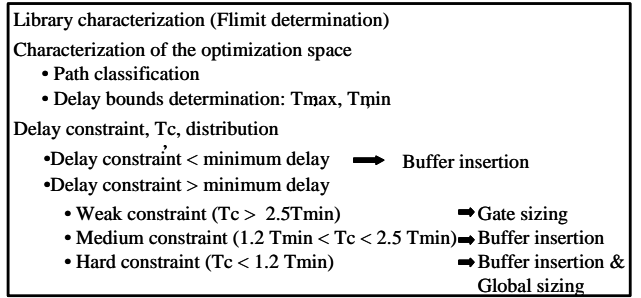 Library characterization (Flimit determination)
Characterization of the optimization space
• Path classification
• Delay bounds determination: Tmax, Tmin
Delay constraint, Tc, distribution
•Delay constraint < minimum delay ➡ Buffer insertion
•Delay constraint > minimum delay
• Weak constraint (Tc > 2.5Tmin) ➡ Gate sizing
• Medium constraint (1.2 Tmin < Tc < 2.5 Tmin) ➡ Buffer insertion
• Hard constraint (Tc < 1.2 Tmin) ➡ Buffer insertion &
Global sizing